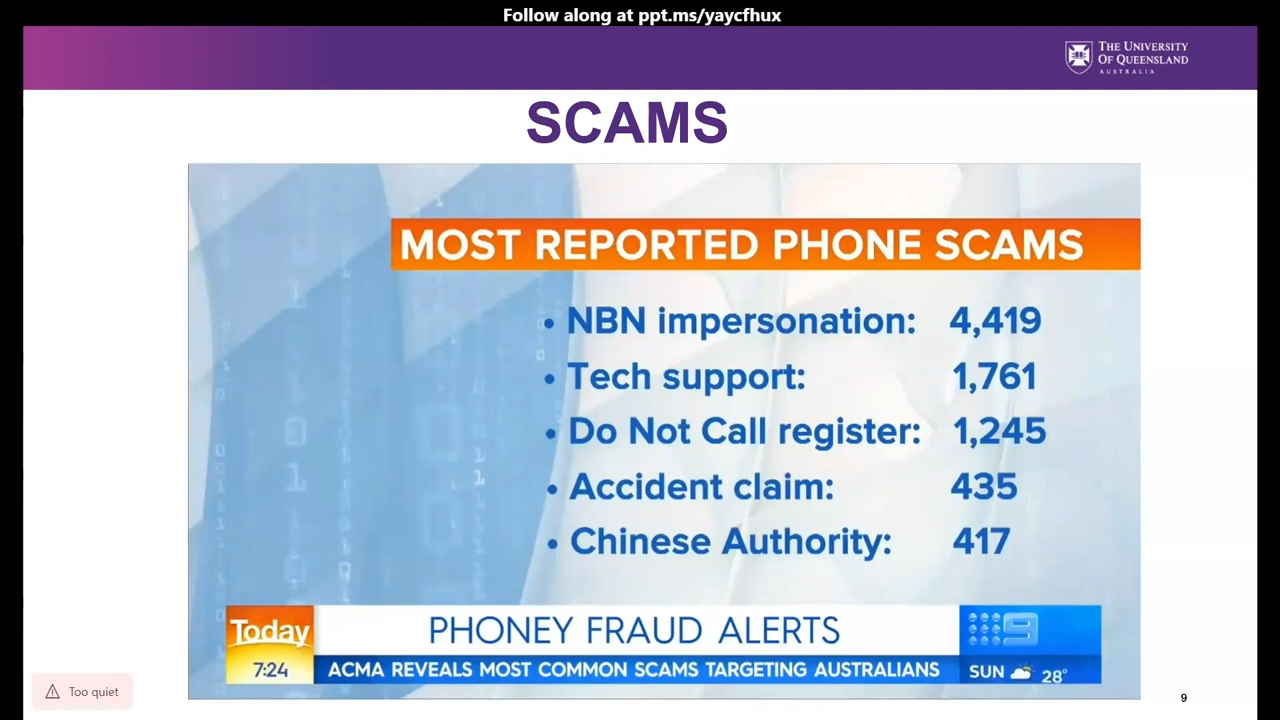 Follow along at ppt.ms/yaycfhux
THE UNIVERSITY
OF QUEENSLAND
AUSTRALIA
SCAMS
MOST REPORTED PHONE SCAMS
• NBN impersonation: 4,419
• Tech support: 1,761
• Do Not Call register: 1,245
• Accident claim: 435
• Chinese Authority: 417
Today
7:24
PHONEY FRAUD ALERTS
ACMA REVEALS MOST COMMON SCAMS TARGETING AUSTRALIANS
9
SUN 28°
Too quiet
9